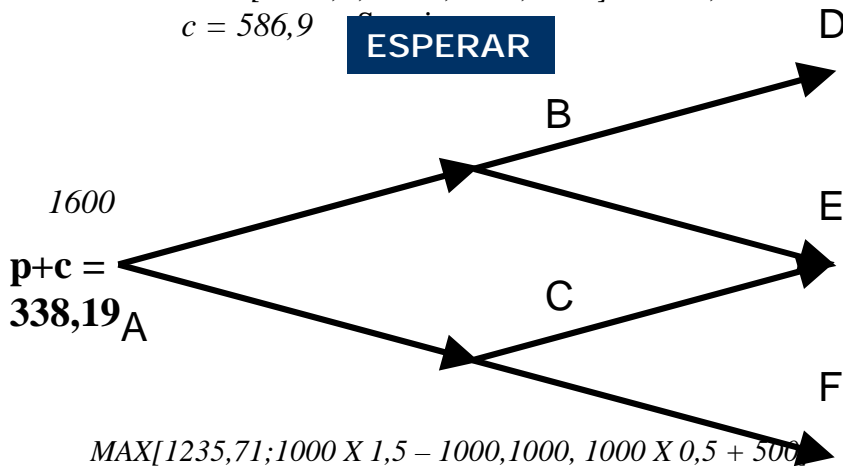 c = 586,9
ESPERAR
D
B
1600
E
p+c =
338,19
A
C
F
MAX[1235,71;1000 X 1,5 – 1000,1000, 1000 X 0,5 + 500]